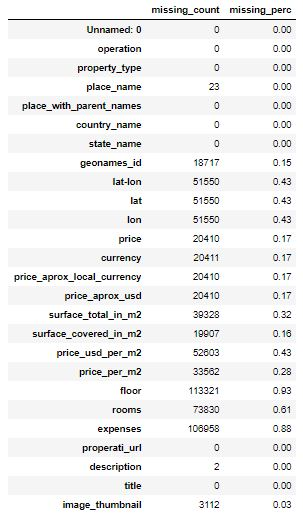 missing_count missing_perc
Unnamed: 0 0 0.00
operation 0 0.00
property_type 0 0.00
place_name 23 0.00
place_with_parent_names 0 0.00
country_name 0 0.00
state_name 0 0.00
geonames_id 18717 0.15
lat-lon 51550 0.43
lat 51550 0.43
lon 51550 0.43
price 20410 0.17
currency 20411 0.17
price_aprox_local_currency 20410 0.17
price_aprox_usd 20410 0.17
surface_total_in_m2 39328 0.32
surface_covered_in_m2 19907 0.16
price_usd_per_m2 52603 0.43
price_per_m2 33562 0.28
floor 113321 0.93
rooms 73830 0.61
expenses 106958 0.88
properati_url 0 0.00
description 2 0.00
title 0 0.00
image_thumbnail 3112 0.03